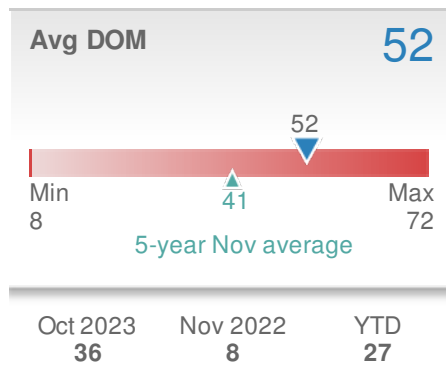 Avg DOM 52
52
Min Max
8 41 72
5-year Nov average
Oct 2023 Nov 2022 YTD
36 8 27